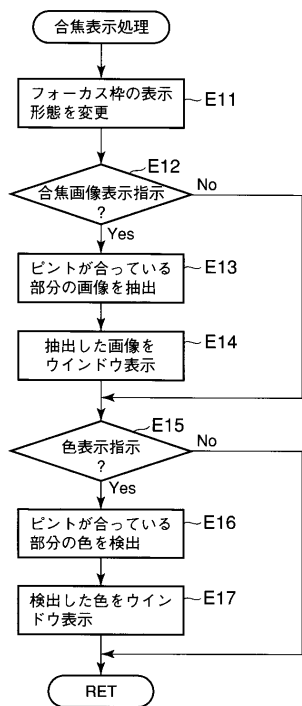 合焦表示処理
フォーカス枠の表示
形態を変更
E11
E12
合焦画像表示指示
?
No
Yes
ピントが合っている
部分の画像を抽出
E13
抽出した画像を
ウインドウ表示
E14
E15
色表示指示
?
No
Yes
ピントが合っている
部分の色を検出
E16
検出した色をウイン
ドウ表示
E17
RET